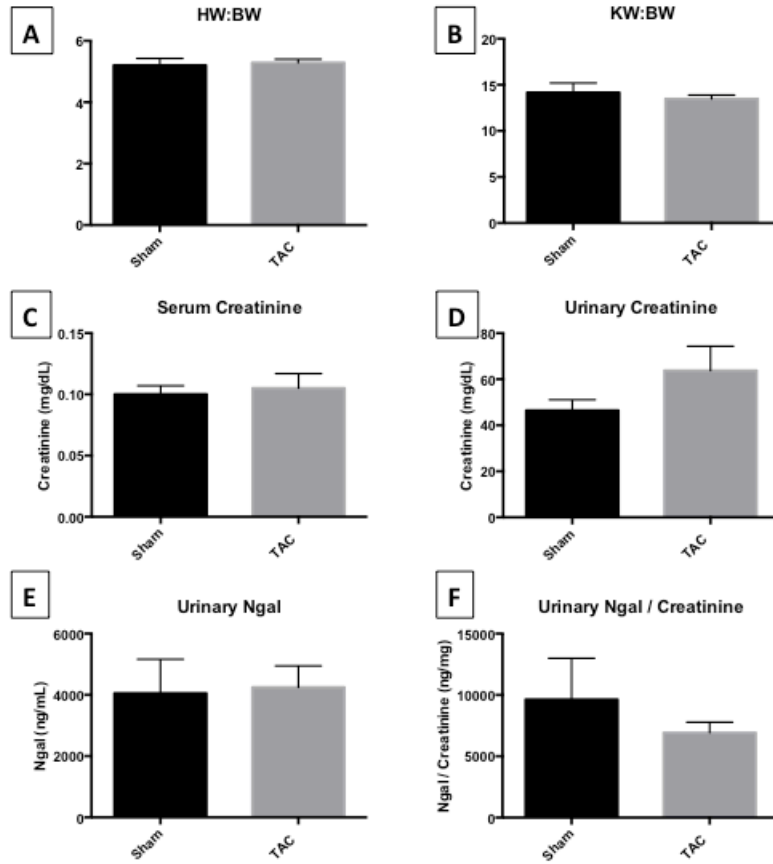 A
HW:BW
6
4
2
0
Sham
TAC
B
KW:BW
20
15
10
5
0
Sham
TAC
C
Serum Creatinine
Creatinine (mg/dL)
0.15
0.10
0.05
0.00
Sham
TAC
D
Urinary Creatinine
Creatinine (mg/dL)
80
60
40
20
0
Sham
TAC
E
Urinary Ngal
Ngal (ng/mL)
6000
4000
2000
0
Sham
TAC
F
Urinary Ngal / Creatinine
Ngal / Creatinine (ng/mg)
15000
10000
5000
0
Sham
TAC